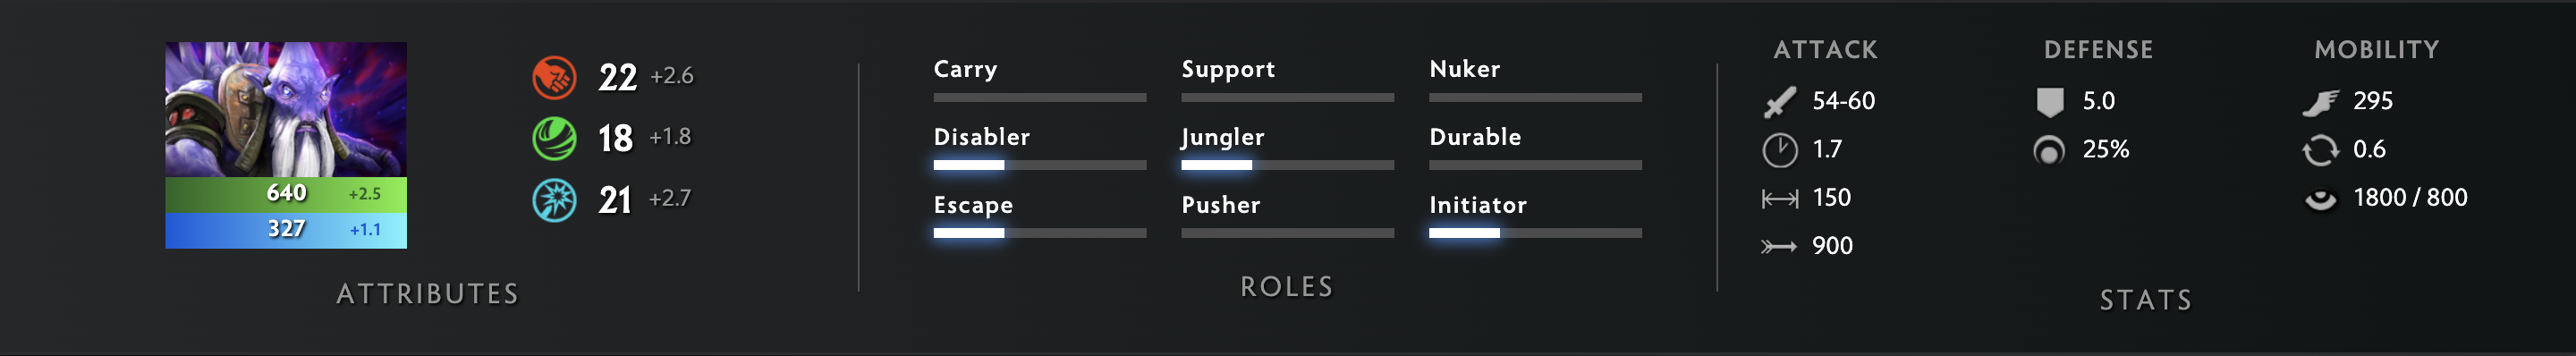 640 +2.5
327 +1.1
22 +2.6
18 +1.8
21 +2.7
ATTRIBUTES
Carry
Support
Nuker
Disabler
Jungler
Durable
Escape
Pusher
Initiator
ROLES
ATTACK
54-60
1.7
150
900
DEFENSE
5.0
25%
MOBILITY
295
0.6
1800 / 800
STATS